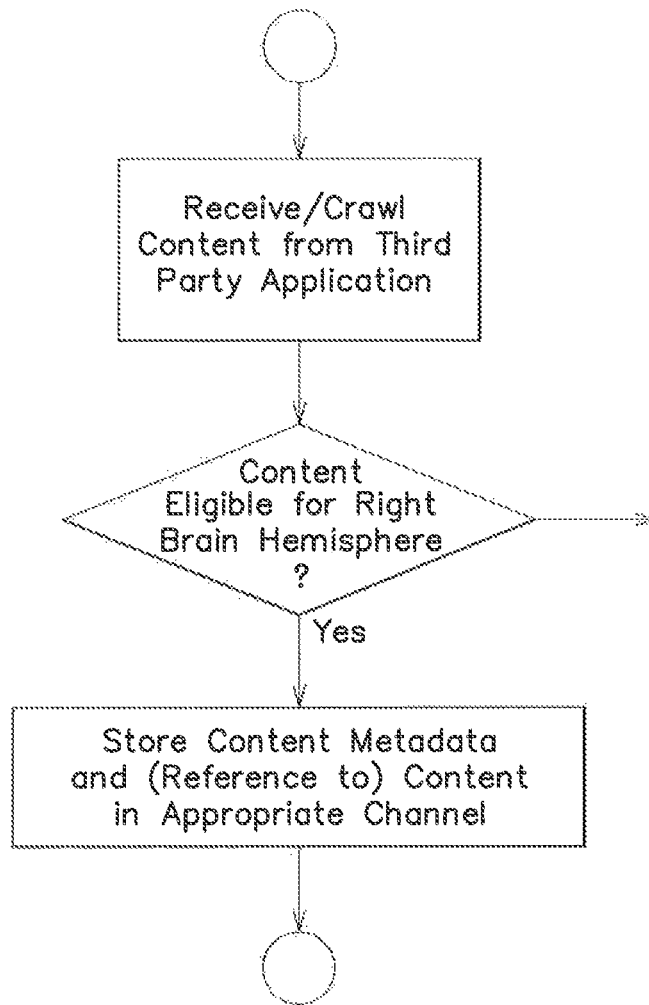 Receive/Crawl
Content from Third
Party Application
Content
Eligible for Right
Brain Hemisphere
?
Yes
Store Content Metadata
and (Reference to) Content
in Appropriate Channel